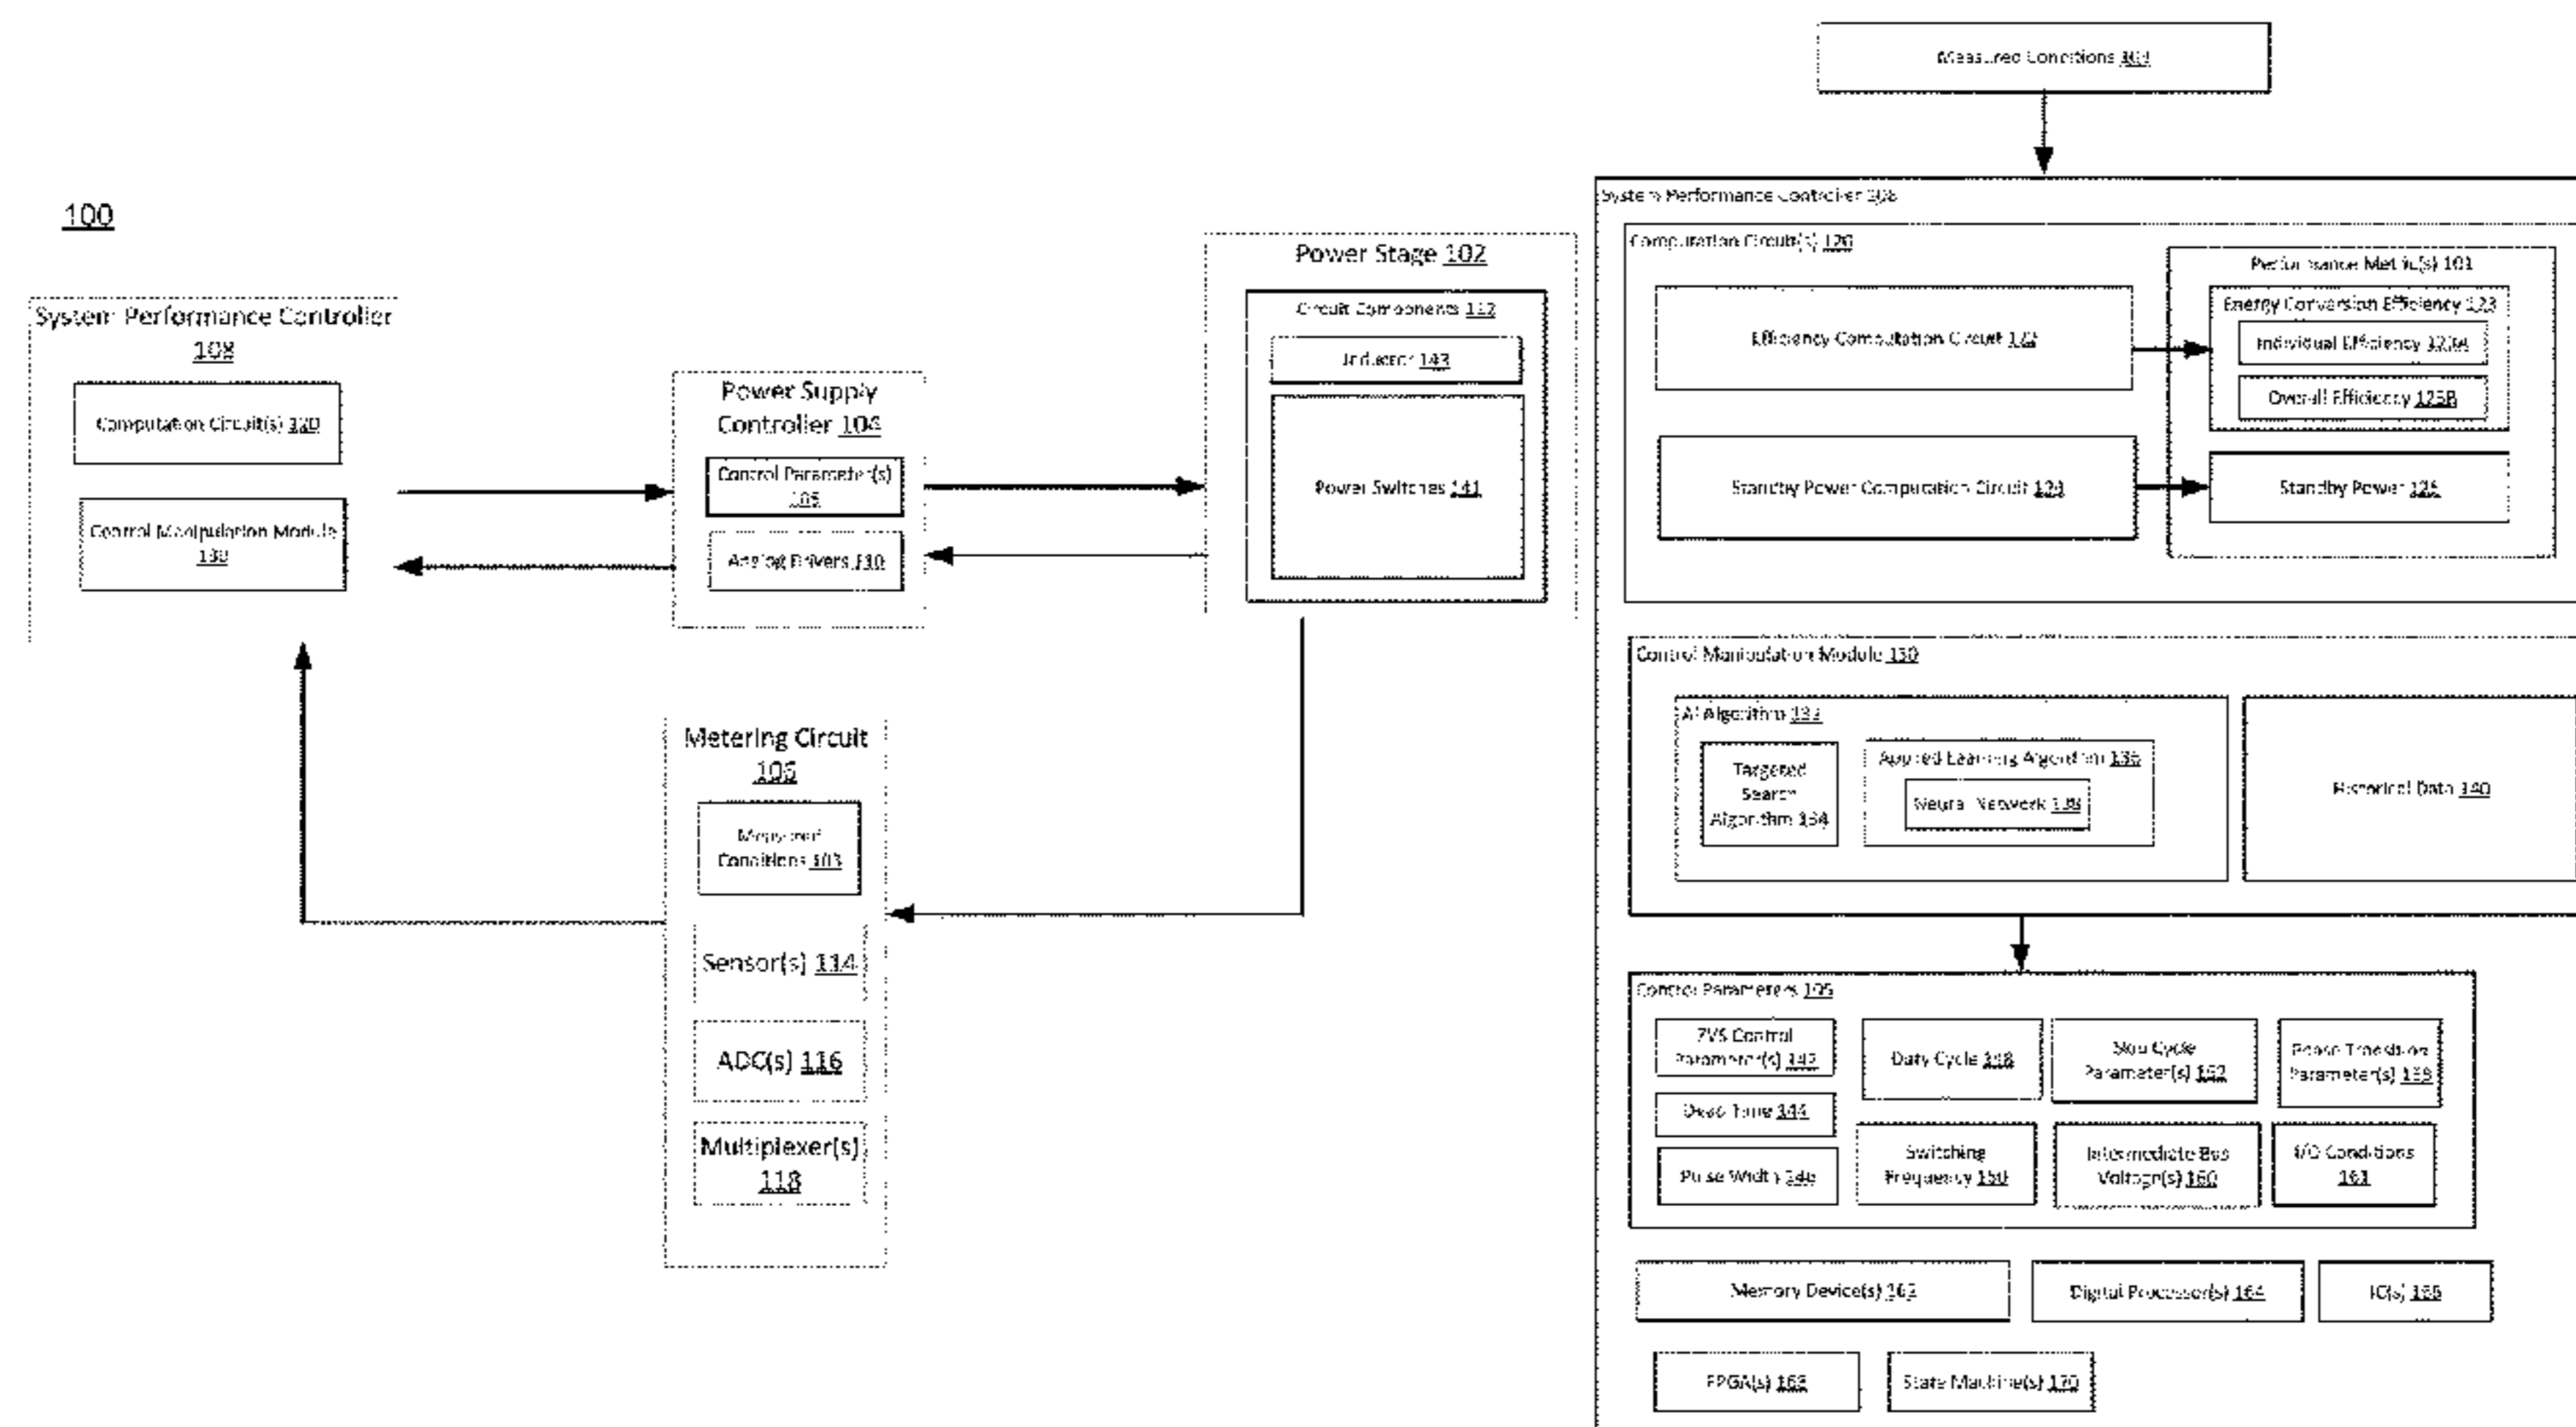 100
System Performance Controller
108
Computation Circuit(s) 120
Control Manipulation Module
130
Power Supply
Controller 104
Control Parameter(s)
105
Analog Drivers 110
Power Stage 102
Circuit Components 112
Inductor 143
Power Switches 141
Metering Circuit
106
Measured
Conditions 103
Sensor(s) 114
ADC(s) 116
Multiplexer(s)
118
Measured Conditions 103
System Performance Controller 108
Computation Circuit(s) 120
Efficiency Computation Circuit 122
Standby Power Computation Circuit 124
Performance Metric(s) 101
Energy Conversion Efficiency 123
Individual Efficiency 123A
Overall Efficiency 123B
Standby Power
Control Manipulation Module 130
AI Algorithm 132
Targeted
Search
Algorithm 134
Applied Learning Algorithm 136
Neural Network 138
Historical Data 140
Control Parameters 105
ZVS Control
Parameter(s) 142
Dead Time 144
Pulse Width 146
Duty Cycle
Switching
Frequency 150
Skip Cycle
Parameter(s) 152
Intermediate Bus
Voltage(s) 160
Phase Transition
Parameter(s)
I/O Conditions
161
Memory Device(s)
Digital Processor(s) 164
IC(s)
FPGA(s) 168
State Machine(s) 170